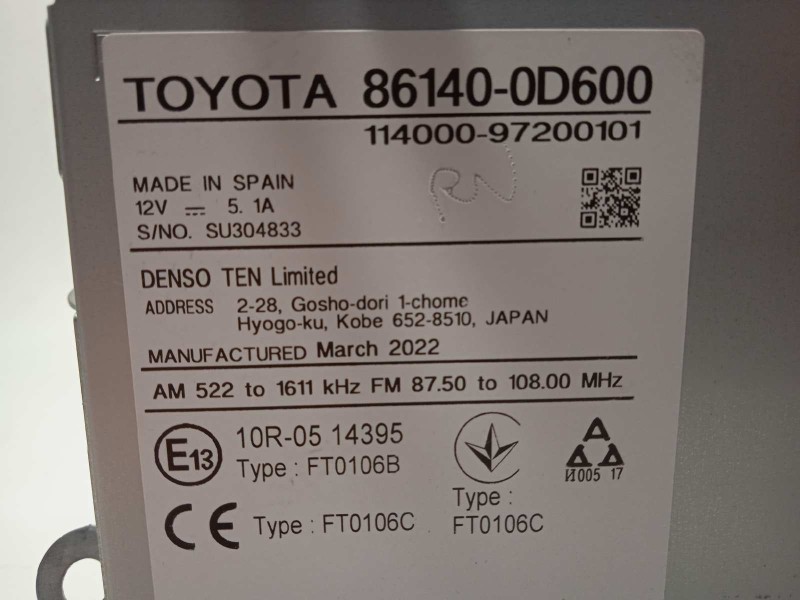 TOYOTA 86140-0D600
114000-97200101
RN
MADE IN SPAIN
12V ⎓ 5.1A
S/NO. SU304833
DENSO TEN Limited
ADDRESS 2-28, Gosho-dori 1-chome
Hyogo-ku, Kobe 652-8510, JAPAN
MANUFACTURED March 2022
AM 522 to 1611 kHz FM 87.50 to 108.00 MHz
E13 10R-05 14395
Type : FT0106B
CE Type : FT0106C
Type :
FT0106C
A
И005 17